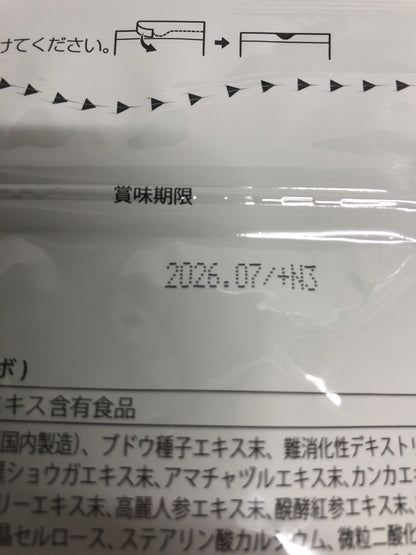 けてください。
賞味期限
2026.07/+N3
ボ)
キス含有食品
(国内製造)、ブドウ種子エキス末、難消化性デキストリ
黒ショウガエキス末、アマチャヅルエキス末、カンカエキ
リーエキス末、高麗人参エキス末、醗酵紅参エキス末、
晶セルロース、ステアリン酸カルシウム、微粒二酸化